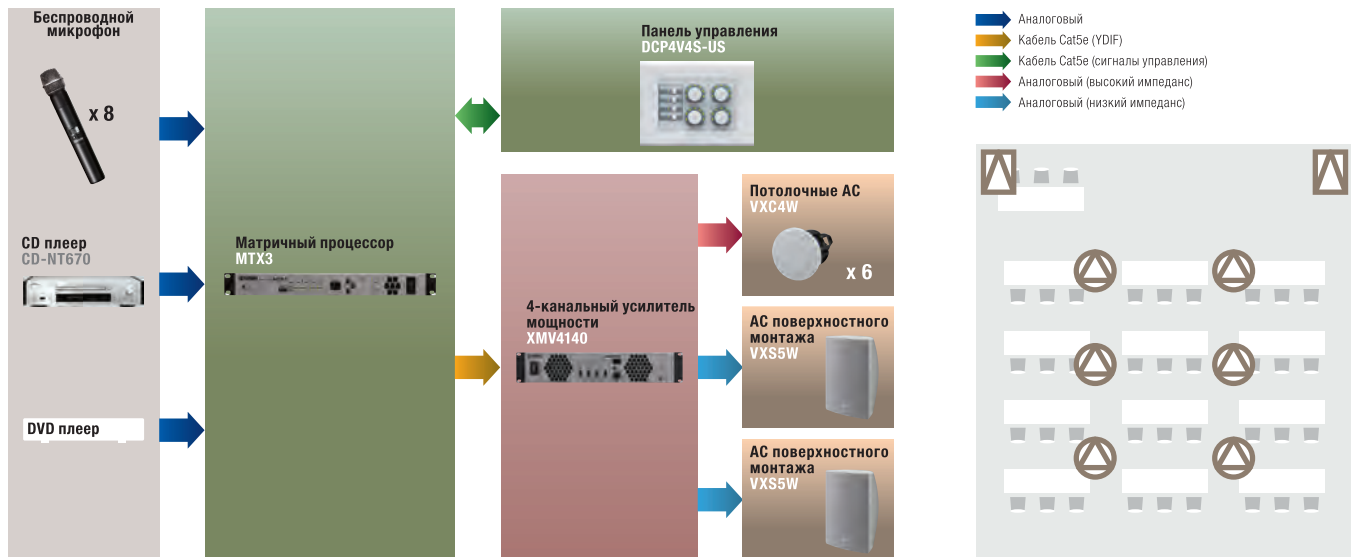 Беспроводной
микрофон
x 8
CD плеер
CD-NT670
DVD плеер
Матричный процессор
MTX3
Панель управления
DCP4V4S-US
4-канальный усилитель
мощности
XMV4140
Потолочные АС
VXC4W
x 6
АС поверхностного
монтажа
VXS5W
АС поверхностного
монтажа
VXS5W
Аналоговый
Кабель Cat5e (YDIF)
Кабель Cat5e (сигналы управления)
Аналоговый (высокий импеданс)
Аналоговый (низкий импеданс)